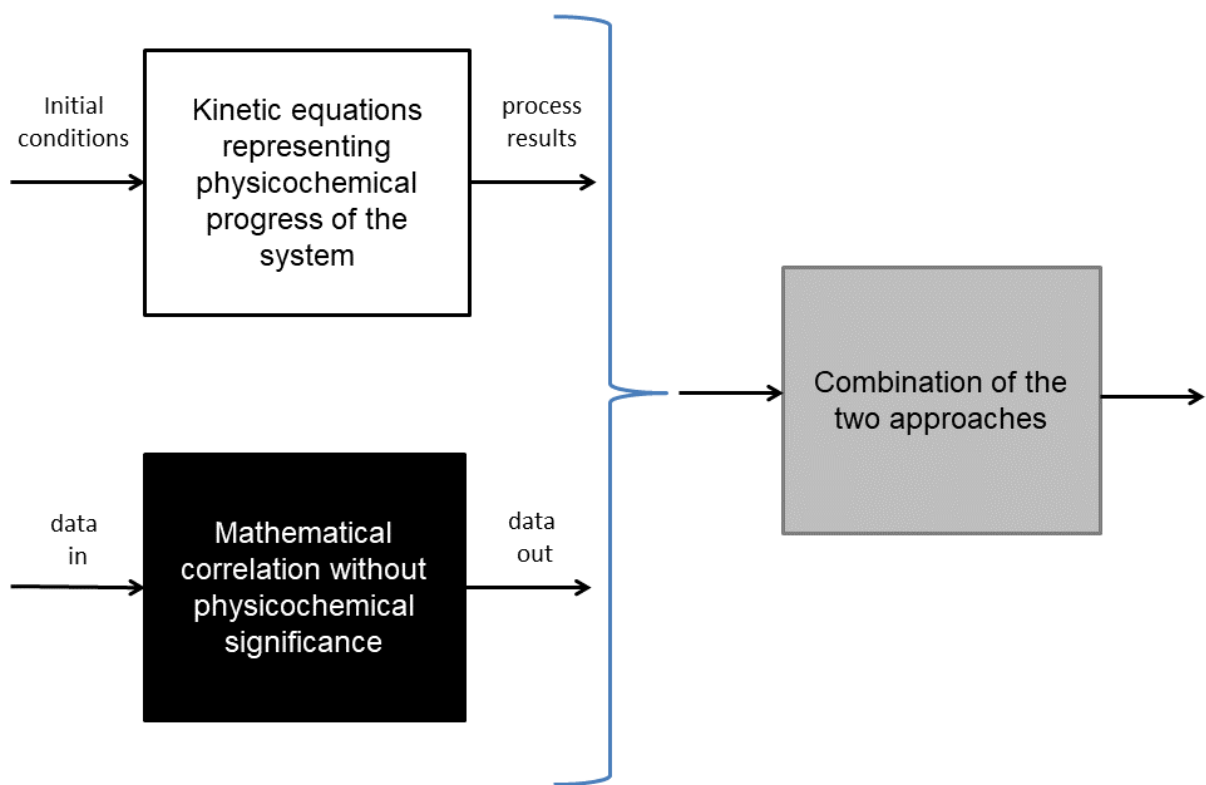 Initial
conditions
Kinetic equations
representing
physicochemical
progress of the
system
process
results
data
in
Mathematical
correlation without
physicochemical
significance
data
out
Combination of the
two approaches